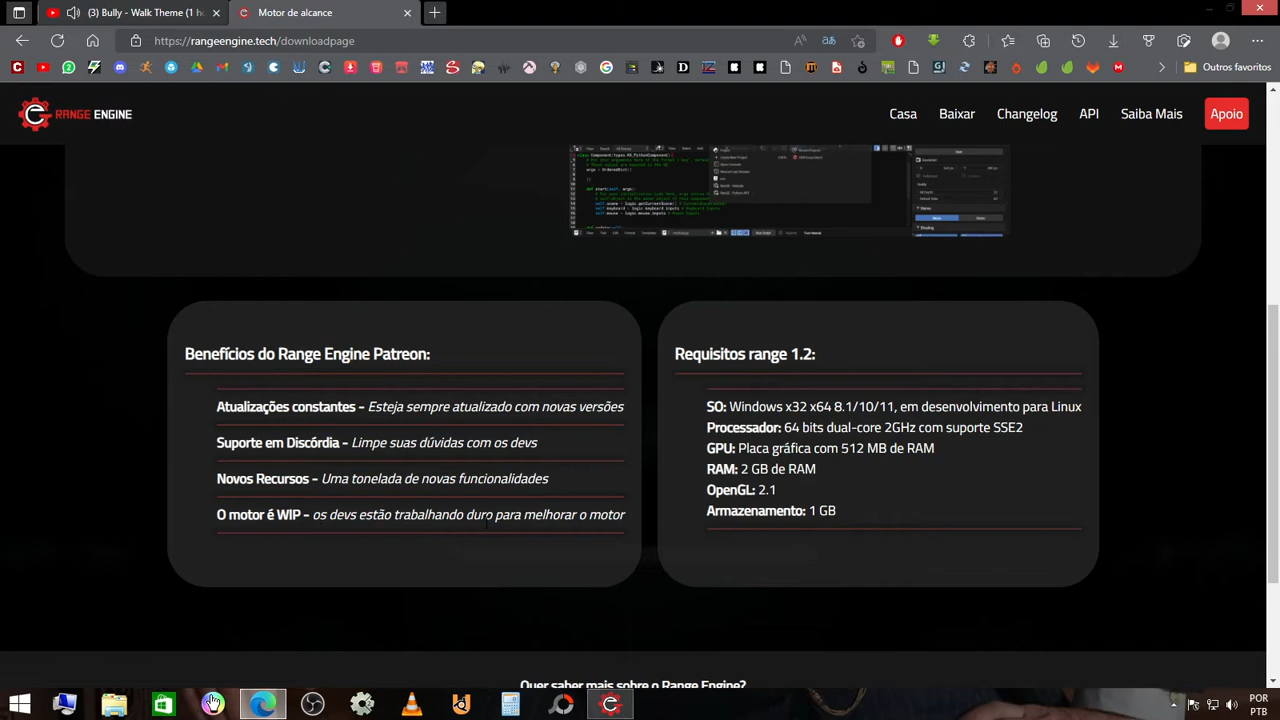 (3) Bully - Walk Theme (1 h
Motor de alcance
https://rangeengine.tech/downloadpage
Outros favoritos
RANGE ENGINE
Casa
Baixar
Changelog
API
Saiba Mais
Apoio
Benefícios do Range Engine Patreon:
Atualizações constantes - Esteja sempre atualizado com novas versões
Suporte em Discórdia - Limpe suas dúvidas com os devs
Novos Recursos - Uma tonelada de novas funcionalidades
O motor é WIP - os devs estão trabalhando duro para melhorar o motor
Requisitos range 1.2:
SO: Windows x32 x64 8.1/10/11, em desenvolvimento para Linux
Processador: 64 bits dual-core 2GHz com suporte SSE2
GPU: Placa gráfica com 512 MB de RAM
RAM: 2 GB de RAM
OpenGL: 2.1
Armazenamento: 1 GB
Quer saber mais sobre o Range Engine?
POR
PTB